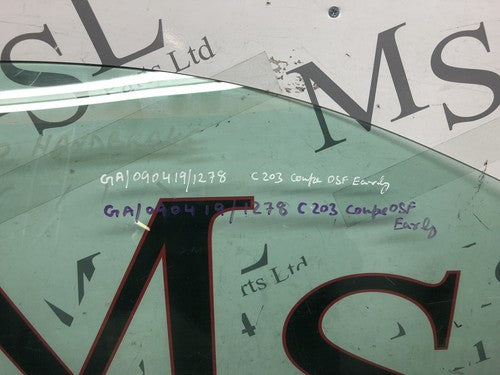 MSL
MS
rts Ltd
GA/090419/1278 C203 Coupe OSF Early
GA/090419/1278 C203 Coupe OSF
Early
rts Ltd
MS